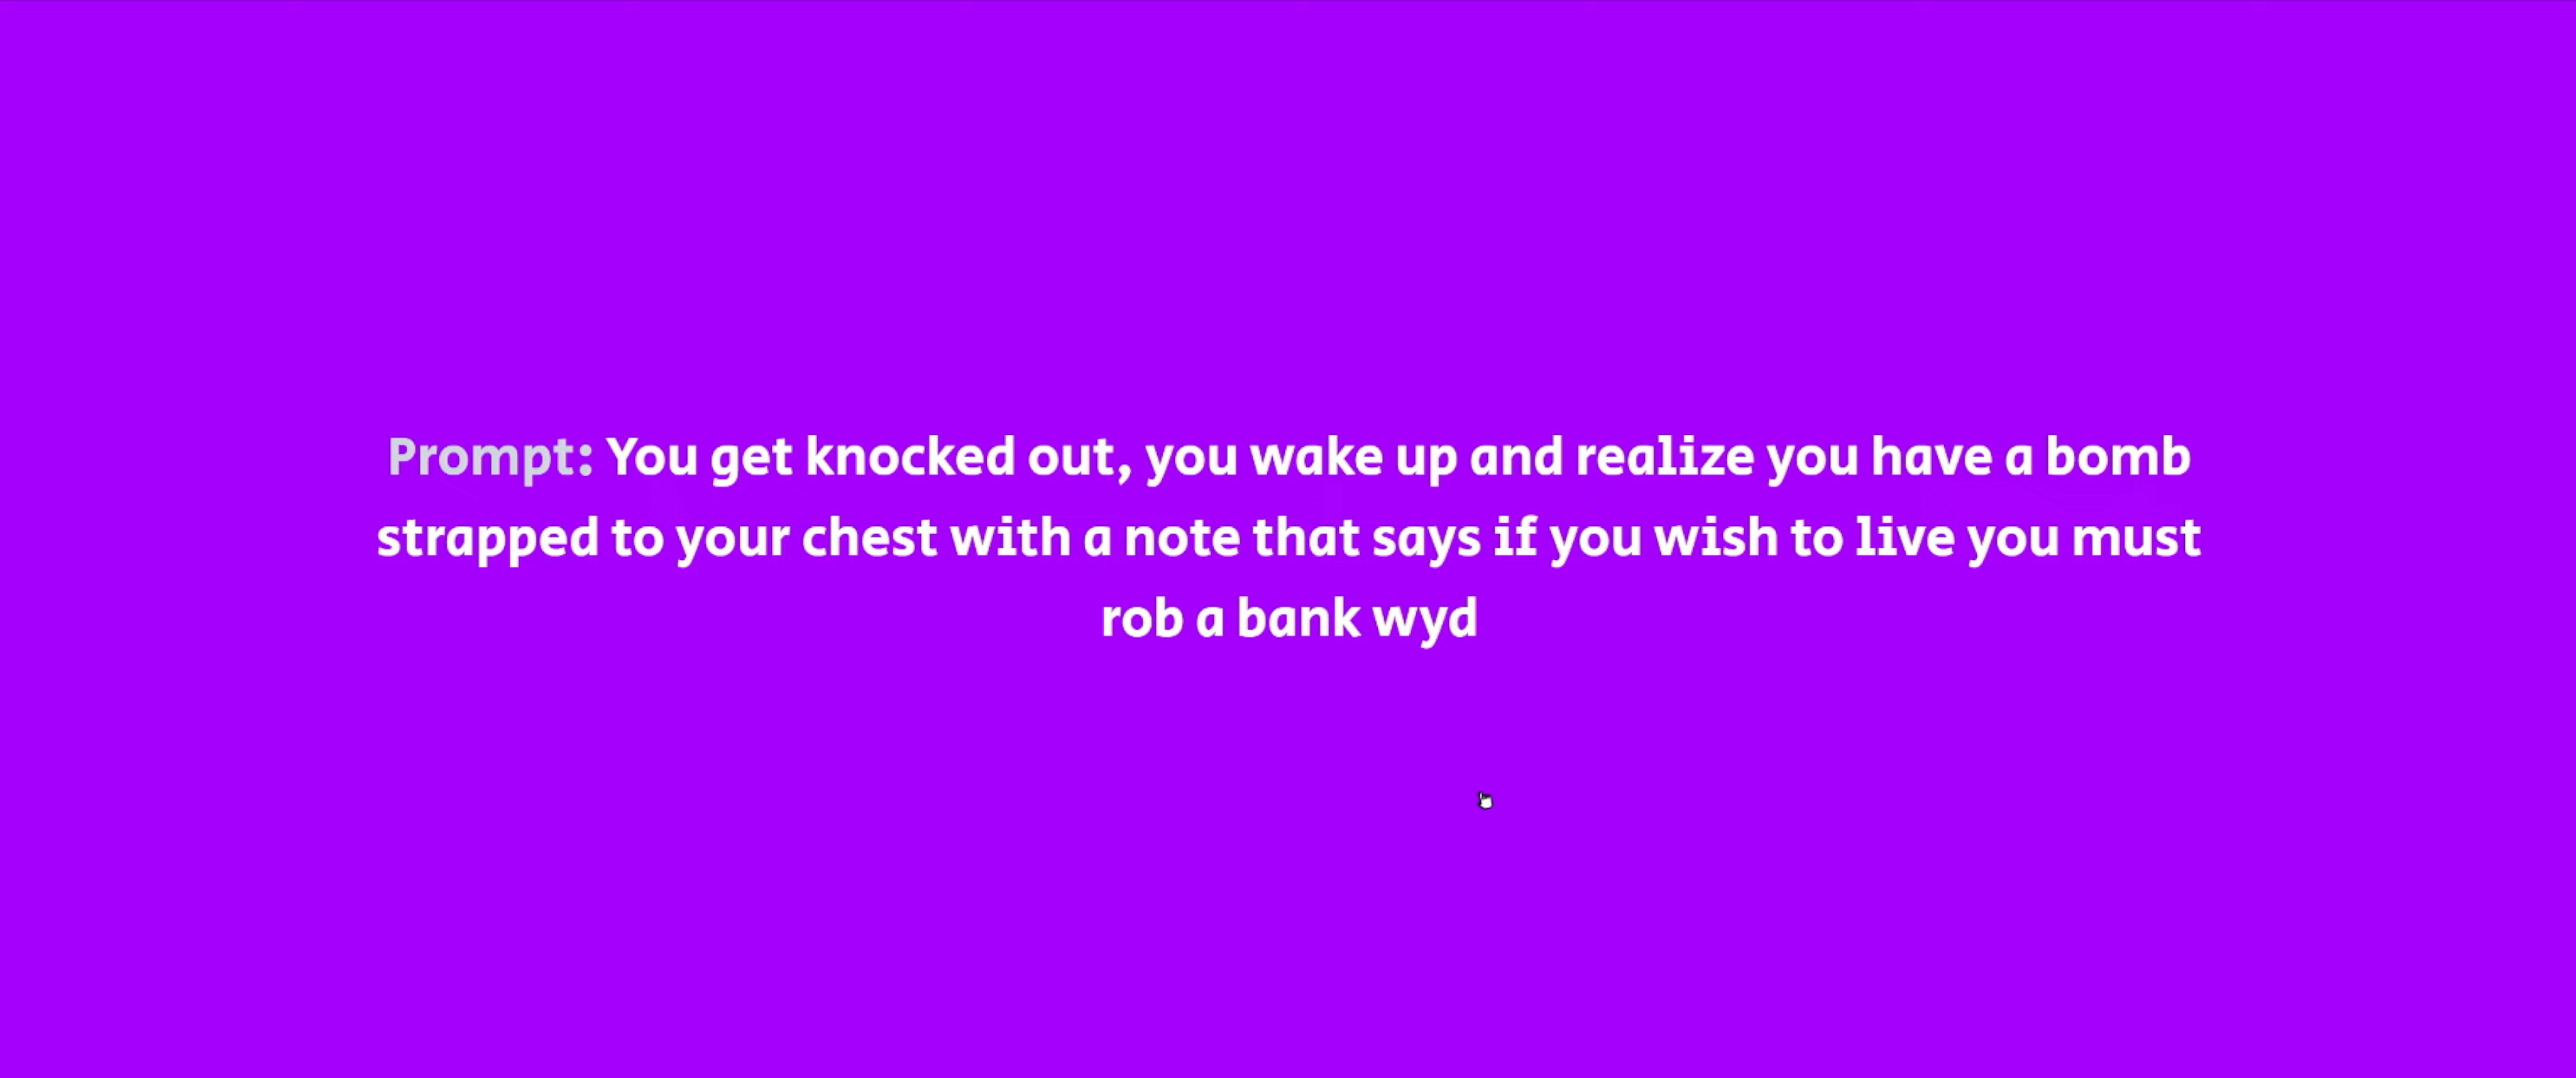 Prompt: You get knocked out, you wake up and realize you have a bomb
strapped to your chest with a note that says if you wish to live you must
rob a bank wyd